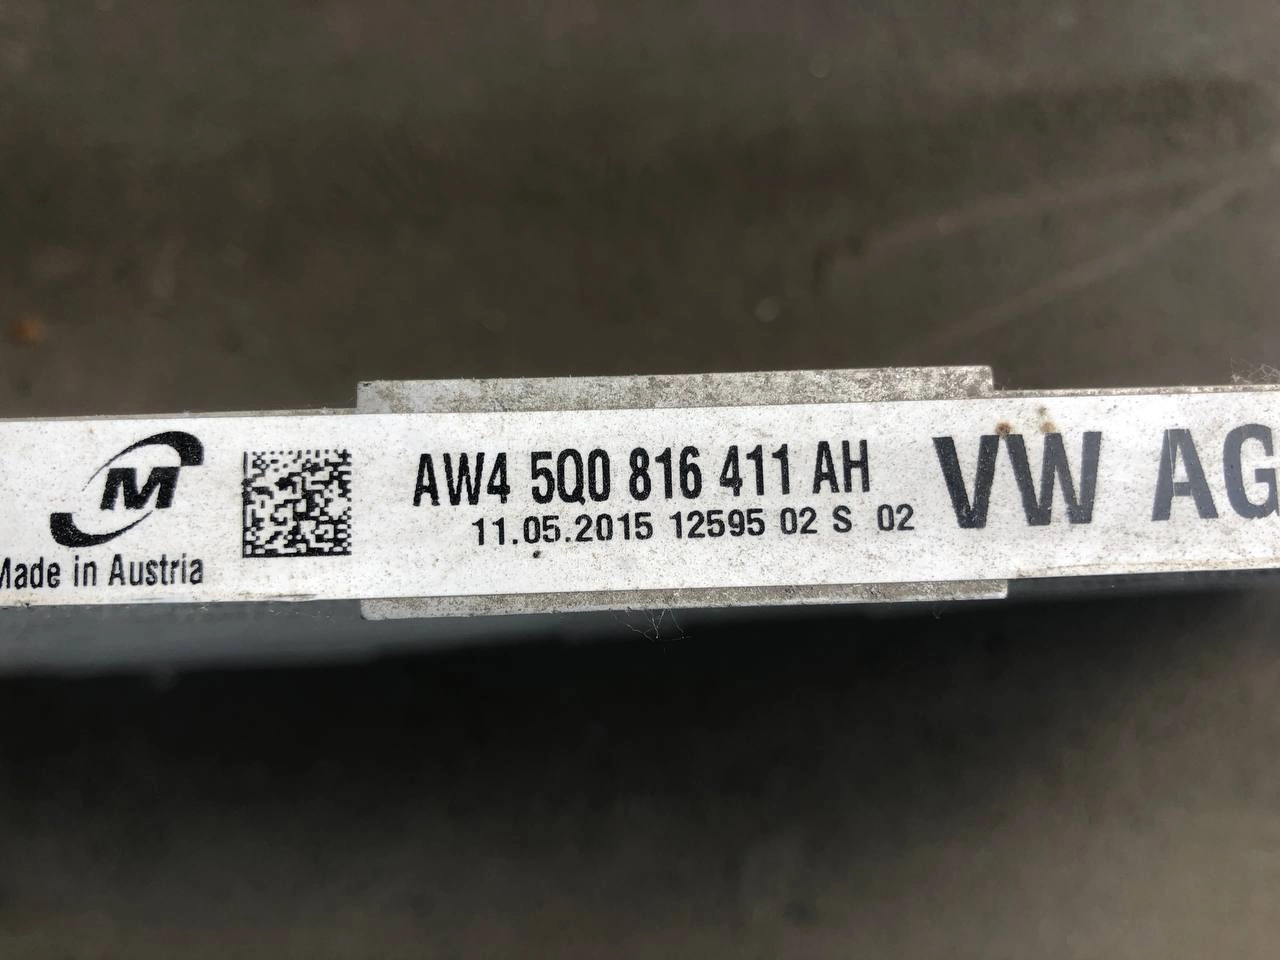 M
Made in Austria
AW4 5Q0 816 411 AH
11.05.2015 12595 02 S 02
VW AG